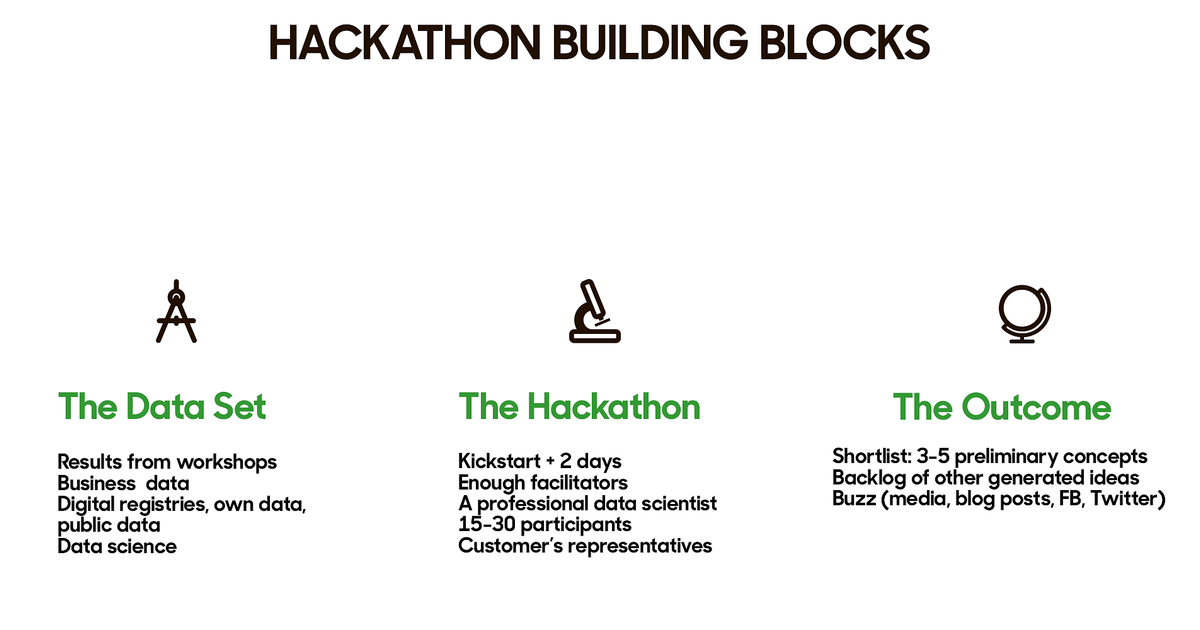 HACKATHON BUILDING BLOCKS
The Data Set
Results from workshops
Business  data
Digital registries, own data,
public data
Data science
The Hackathon
Kickstart + 2 days
Enough facilitators
A professional data scientist
15-30 participants
Customer's representatives
The Outcome
Shortlist: 3-5 preliminary concepts
Backlog of other generated ideas
Buzz (media, blog posts, FB, Twitter)